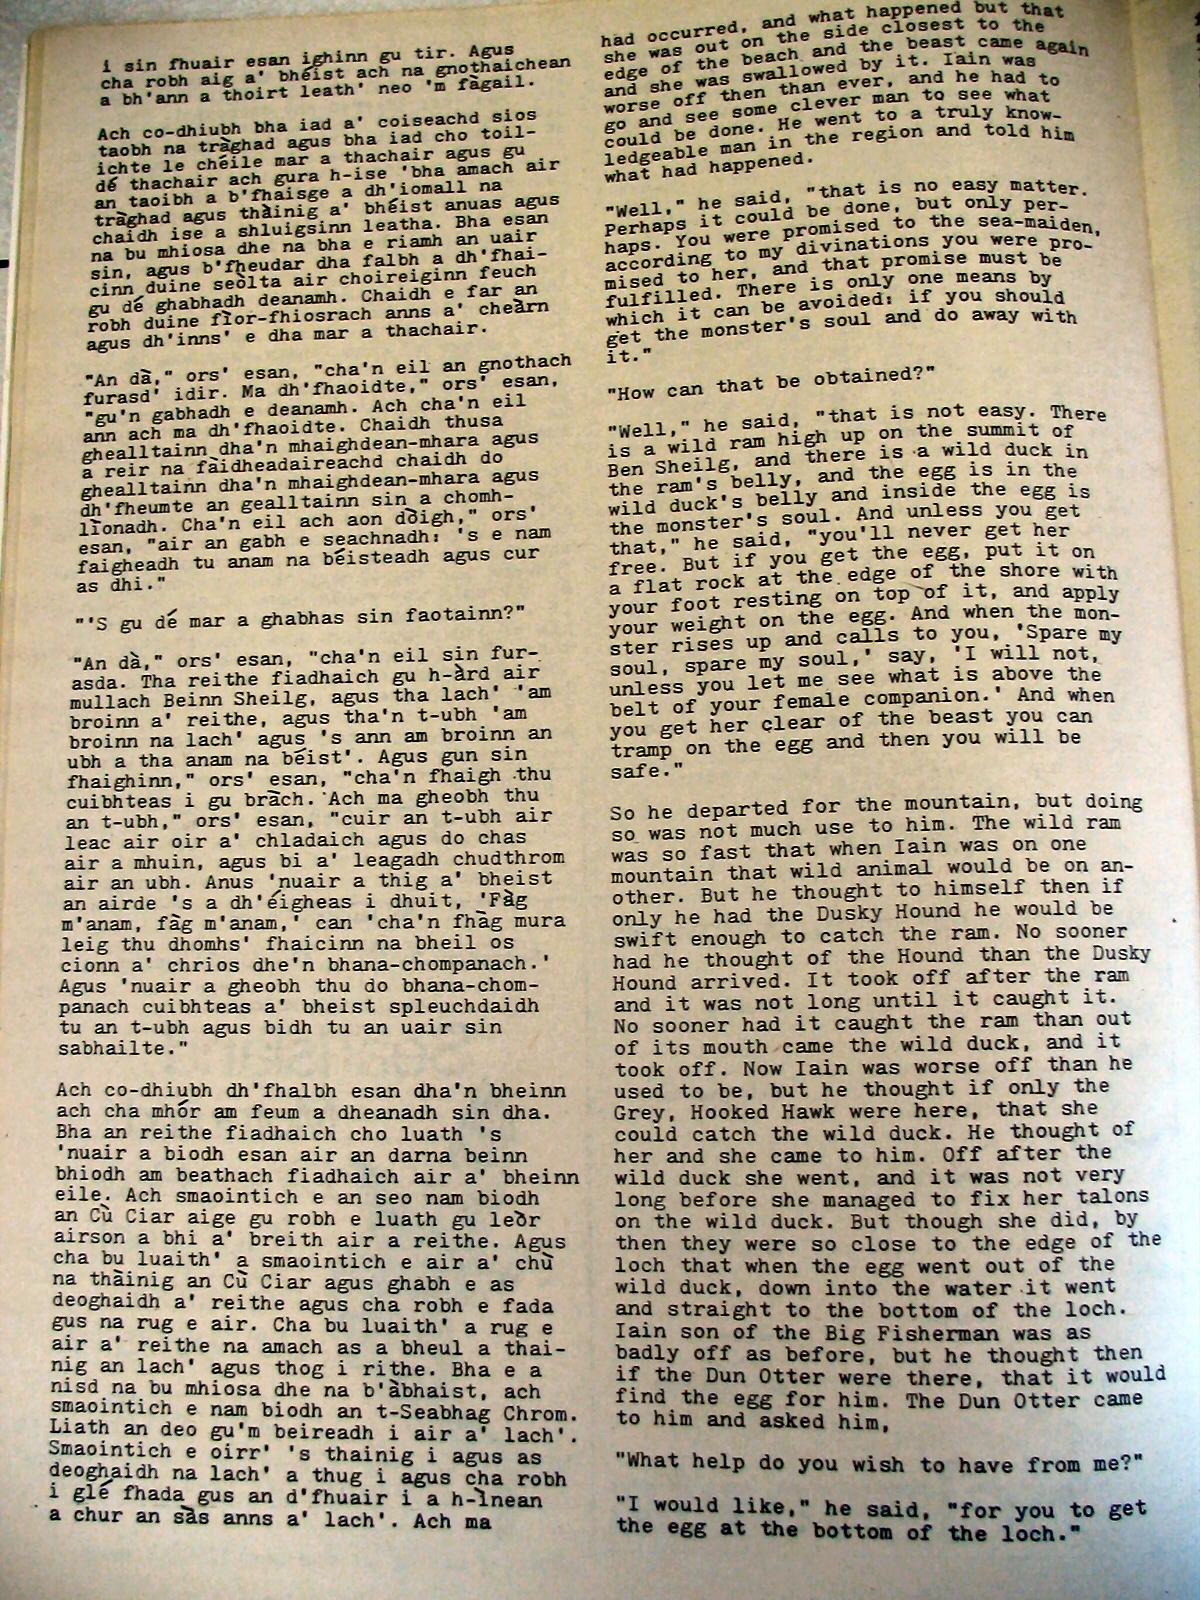 i sin fhuair esan ighinn gu tir. Agus
cha robh aig a' bhéist ach na gnothaichean
a bh'ann a thoirt leath' neo 'm fàgail.
Ach co-dhiubh bha iad a' coiseachd sios
taobh na tràghad agus bha iad cho toil-
ichte le chéile mar a thachair agus gu
dé thachair ach gura h-ise 'bha amach air
an taoibh a b'fhaisge a dh'iomall na
tràghad agus thàinig a' bhéist anuas agus
chaidh ise a shluigsinn leatha. Bha esan
na bu mhiosa dhe na bha e riamh an uair
sin, agus b'fheudar dha falbh a dh'fhai-
cinn duine seòlta air choireiginn feuch
gu dé ghabhadh deanamh. Chaidh e far an
robh duine fìor-fhiosrach anns a' cheàrn
agus dh'inns' e dha mar a thachair.
"An dà," ors' esan, "cha'n eil an gnothach
furasd' idir. Ma dh'fhaoidte," ors' esan,
"gu'n gabhadh e deanamh. Ach cha'n eil
ann ach ma dh'fhaoidte. Chaidh thusa
ghealltainn dha'n mhaighdean-mhara agus
a reir na fàidheadaireachd chaidh do
ghealltainn dha'n mhaighdean-mhara agus
dh'fheumte an gealltainn sin a chomh-
lìonadh. Cha'n eil ach aon dòigh," ors'
esan, "air an gabh e seachnadh: 's e nam
faigheadh tu anam na béisteadh agus cur
as dhi."
"'S gu dé mar a ghabhas sin faotainn?"
"An dà," ors' esan, "cha'n eil sin fur-
asda. Tha reithe fiadhaich gu h-àrd air
mullach Beinn Sheilg, agus tha lach' 'am
broinn a' reithe, agus tha'n t-ubh 'am
broinn na lach' agus 's ann am broinn an
ubh a tha anam na béist'. Agus gun sin
fhaighinn," ors' esan, "cha'n fhaigh thu
cuibhteas i gu bràch. Ach ma gheobh thu
an t-ubh," ors' esan, "cuir an t-ubh air
leac air oir a' chladaich agus do chas
air a mhuin, agus bi a' leagadh chudthrom
air an ubh. Anus 'nuair a thig a' bheist
an airde 's a dh'éigheas i dhuit, 'Fàg
m'anam, fàg m'anam,' can 'cha'n fhàg mura
leig thu dhomhs' fhaicinn na bheil os
cionn a' chrios dhe'n bhana-chompanach.'
Agus 'nuair a gheobh thu do bhana-chom-
panach cuibhteas a' bheist spleuchdaidh
tu an t-ubh agus bidh tu an uair sin
sabhailte."
Ach co-dhiubh dh'fhalbh esan dha'n bheinn
ach cha mhór am feum a dheanadh sin dha.
Bha an reithe fiadhaich cho luath 's
'nuair a biodh esan air an darna beinn
bhiodh am beathach fiadhaich air a' bheinn
eile. Ach smaointich e an seo nam biodh
an Cù Ciar aige gu robh e luath gu leòr
airson a bhi a' breith air a reithe. Agus
cha bu luaith' a smaointich e air a' chù
na thàinig an Cù Ciar agus ghabh e as
deoghaidh a' reithe agus cha robh e fada
gus na rug e air. Cha bu luaith' a rug e
air a' reithe na amach as a bheul a thai-
nig an lach' agus thog i rithe. Bha e a
nisd na bu mhiosa dhe na b'àbhaist, ach
smaointich e nam biodh an t-Seabhag Chrom.
Liath an deo gu'm beireadh i air a' lach'.
Smaointich e oirr' 's thainig i agus as
deoghaidh na lach' a thug i agus cha robh
i glé fhada gus an d'fhuair i a h-ìnean
a chur an sàs anns a' lach'. Ach ma
had occurred, and what happened but that
she was out on the side closest to the
edge of the beach and the beast came again
and she was swallowed by it. Iain was
worse off then than ever, and he had to
go and see some clever man to see what
could be done. He went to a truly know-
ledgeable man in the region and told him
what had happened.
"Well," he said, "that is no easy matter.
Perhaps it could be done, but only per-
haps. You were promised to the sea-maiden,
according to my divinations you were pro-
mised to her, and that promise must be
fulfilled. There is only one means by
which it can be avoided: if you should
get the monster's soul and do away with
it."
"How can that be obtained?"
"Well," he said, "that is not easy. There
is a wild ram high up on the summit of
Ben Sheilg, and there is a wild duck in
the ram's belly, and the egg is in the
wild duck's belly and inside the egg is
the monster's soul. And unless you get
that," he said, "you'll never get her
free. But if you get the egg, put it on
a flat rock at the edge of the shore with
your foot resting on top of it, and apply
your weight on the egg. And when the mon-
ster rises up and calls to you, 'Spare my
soul, spare my soul,' say, 'I will not,
unless you let me see what is above the
belt of your female companion.' And when
you get her clear of the beast you can
tramp on the egg and then you will be
safe."
So he departed for the mountain, but doing
so was not much use to him. The wild ram
was so fast that when Iain was on one
mountain that wild animal would be on an-
other. But he thought to himself then if
only he had the Dusky Hound he would be
swift enough to catch the ram. No sooner
had he thought of the Hound than the Dusky
Hound arrived. It took off after the ram
and it was not long until it caught it.
No sooner had it caught the ram than out
of its mouth came the wild duck, and it
took off. Now Iain was worse off than he
used to be, but he thought if only the
Grey, Hooked Hawk were here, that she
could catch the wild duck. He thought of
her and she came to him. Off after the
wild duck she went, and it was not very
long before she managed to fix her talons
on the wild duck. But though she did, by
then they were so close to the edge of the
loch that when the egg went out of the
wild duck, down into the water it went
and straight to the bottom of the loch.
Iain son of the Big Fisherman was as
badly off as before, but he thought then
if the Dun Otter were there, that it would
find the egg for him. The Dun Otter came
to him and asked him,
"What help do you wish to have from me?"
"I would like," he said, "for you to get
the egg at the bottom of the loch."